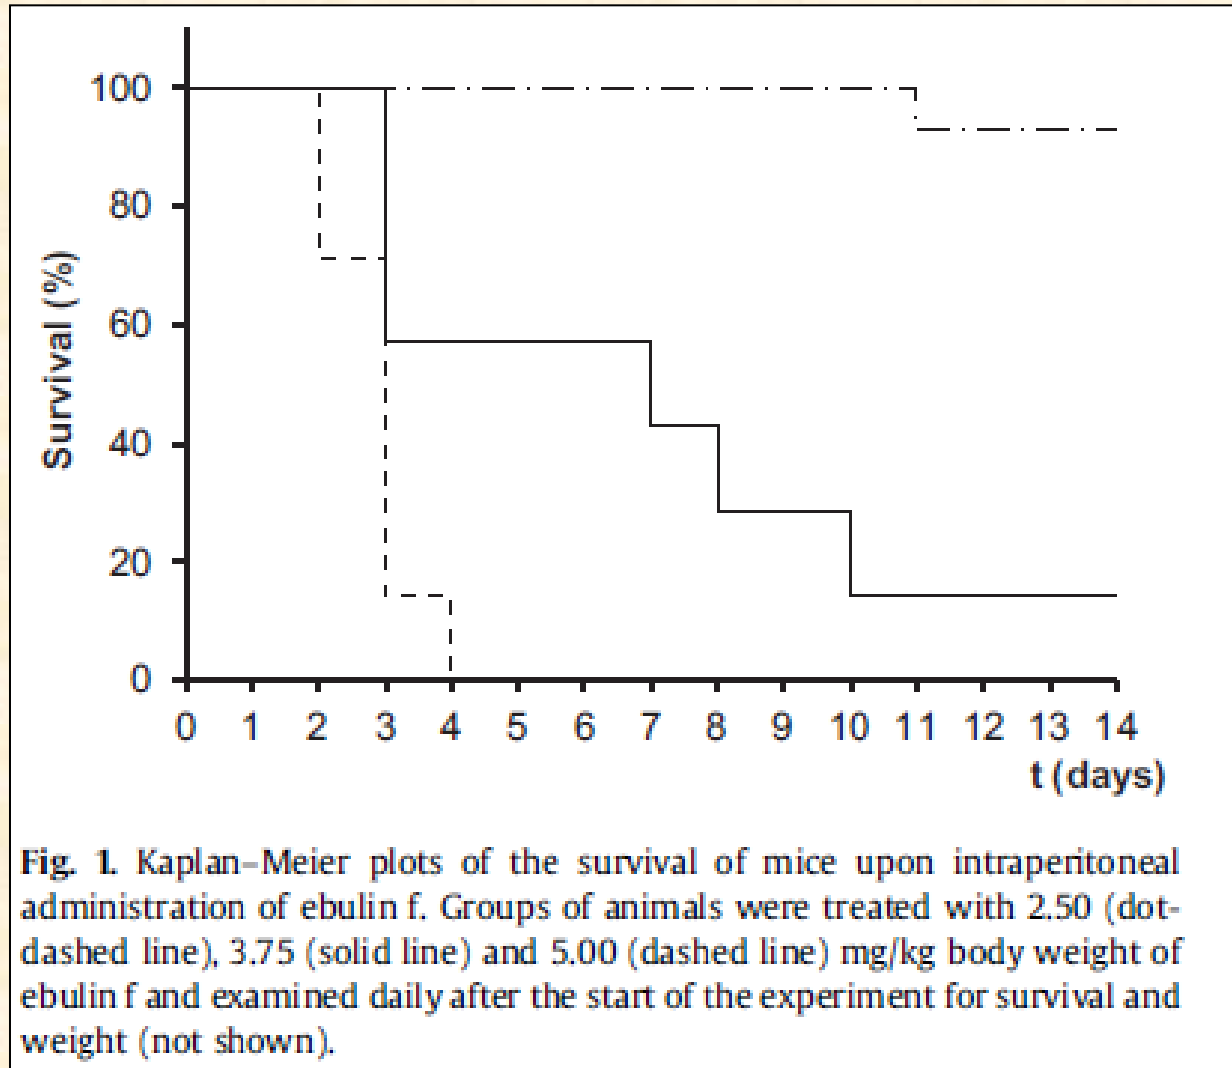 100
80
60
40
20
0
Survival (%)
0 1 2 3 4 5 6 7 8 9 10 11 12 13 14
t (days)
Fig. 1. Kaplan–Meier plots of the survival of mice upon intraperitoneal
administration of ebulin f. Groups of animals were treated with 2.50 (dot-
dashed line), 3.75 (solid line) and 5.00 (dashed line) mg/kg body weight of
ebulin f and examined daily after the start of the experiment for survival and
weight (not shown).